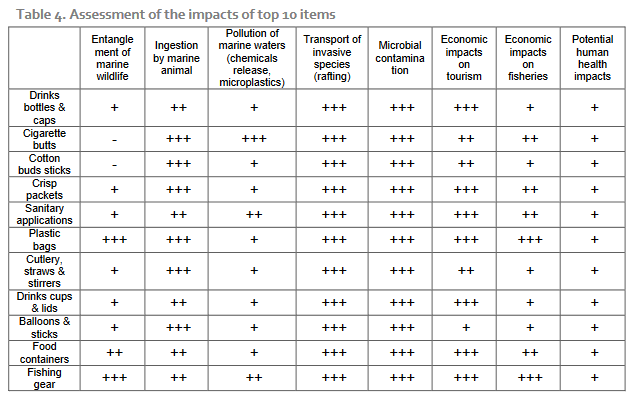 Table 4. Assessment of the impacts of top 10 items
Entangle
ment of
marine
wildlife
Ingestion
by marine
animal
Pollution of
marine waters
(chemicals
release,
microplastics)
Transport of
invasive
species
(rafting)
Microbial
contamina
tion
Economic
impacts
on
tourism
Economic
impacts
on
fisheries
Potential
human
health
impacts
Drinks
bottles &
caps
+ ++ + +++ +++ +++ + +
Cigarette
butts
- +++ +++ +++ +++ ++ ++ +
Cotton
buds sticks
- +++ + +++ +++ ++ + +
Crisp
packets
+ +++ + +++ +++ +++ ++ +
Sanitary
applications
+ ++ ++ +++ +++ +++ ++ +
Plastic
bags
+++ +++ + +++ +++ +++ +++ +
Cutlery,
straws &
stirrers
+ +++ + +++ +++ ++ + +
Drinks cups
& lids
+ ++ + +++ +++ +++ + +
Balloons &
sticks
+ +++ + +++ +++ + + +
Food
containers
++ ++ + +++ +++ +++ ++ +
Fishing
gear
+++ ++ ++ +++ +++ +++ +++ +